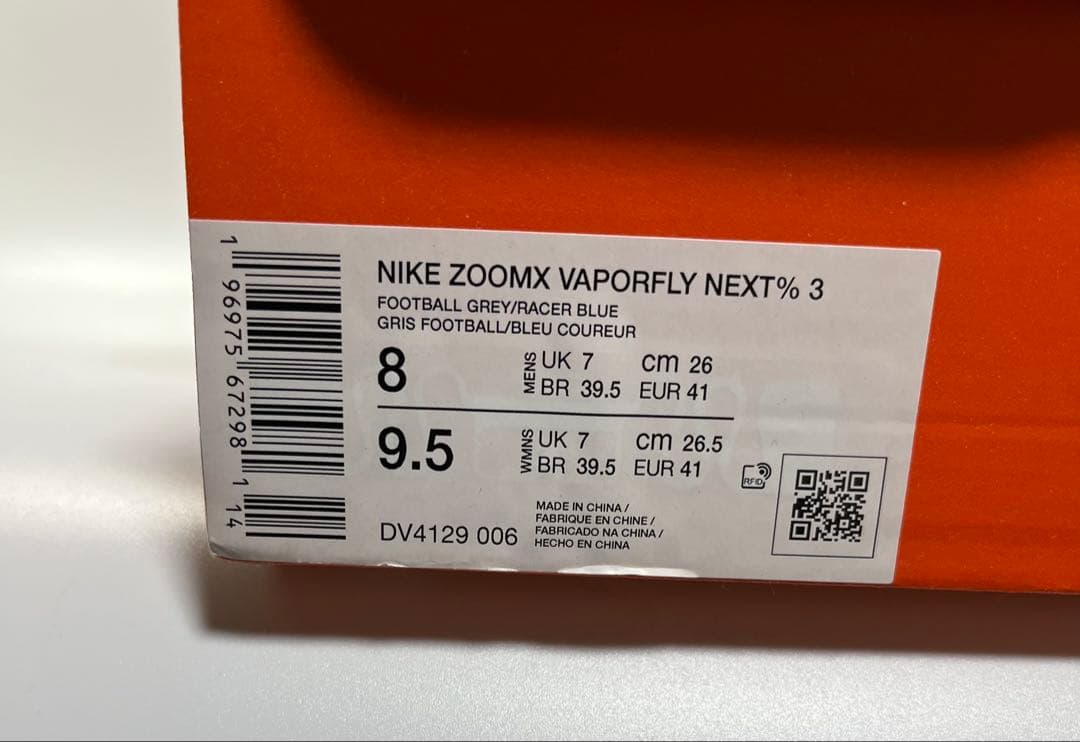 NIKE ZOOMX VAPORFLY NEXT% 3
FOOTBALL GREY/RACER BLUE
GRIS FOOTBALL/BLEU COUREUR
8 MENS UK 7 cm 26
BR 39.5 EUR 41
9.5 WMNS UK 7 cm 26.5
BR 39.5 EUR 41
RFID
DV4129 006
MADE IN CHINA /
FABRIQUE EN CHINE /
FABRICADO NA CHINA /
HECHO EN CHINA
1 96975 67298 1 14